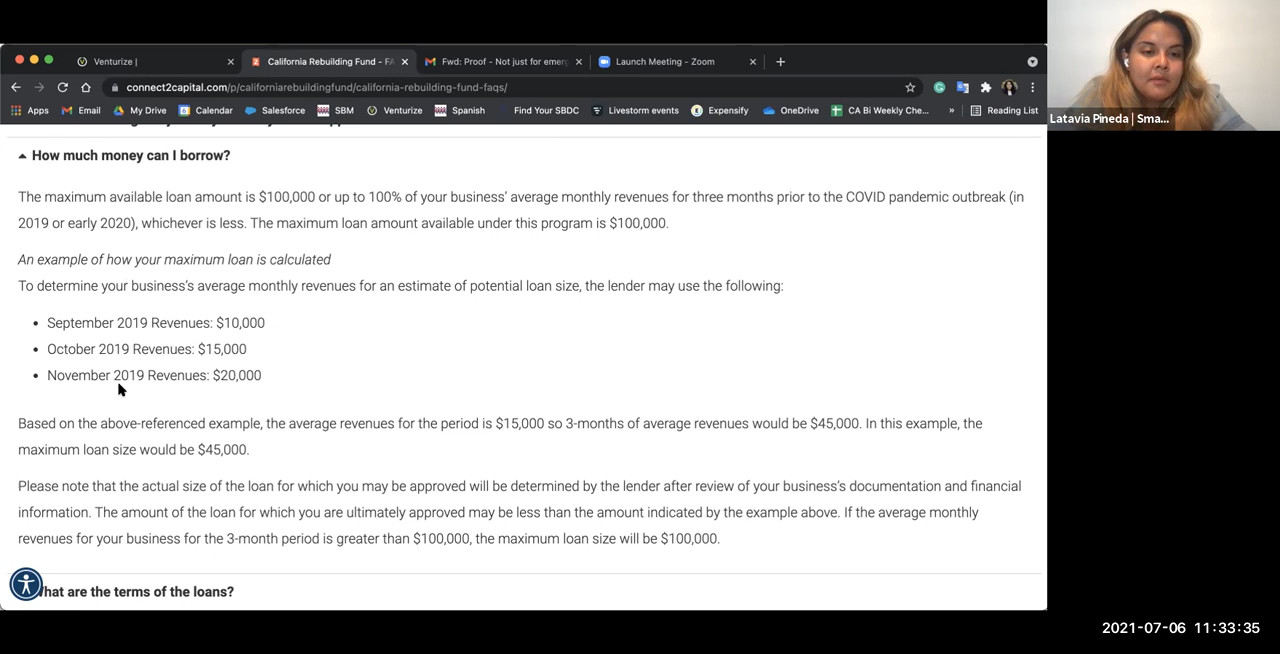 Venturize |
California Rebuilding Fund - FA
Fwd: Proof - Not just for emerg
Launch Meeting - Zoom
connect2capital.com/p/californiarebuildingfund/california-rebuilding-fund-faqs/
Apps Email My Drive Calendar Salesforce SBM Venturize Spanish Find Your SBDC Livestorm events Expensify OneDrive CA Bi Weekly Che... » Reading List
Latavia Pineda | Sma...
How much money can I borrow?
The maximum available loan amount is $100,000 or up to 100% of your business' average monthly revenues for three months prior to the COVID pandemic outbreak (in
2019 or early 2020), whichever is less. The maximum loan amount available under this program is $100,000.
An example of how your maximum loan is calculated
To determine your business's average monthly revenues for an estimate of potential loan size, the lender may use the following:
• September 2019 Revenues: $10,000
• October 2019 Revenues: $15,000
• November 2019 Revenues: $20,000
Based on the above-referenced example, the average revenues for the period is $15,000 so 3-months of average revenues would be $45,000. In this example, the
maximum loan size would be $45,000.
Please note that the actual size of the loan for which you may be approved will be determined by the lender after review of your business's documentation and financial
information. The amount of the loan for which you are ultimately approved may be less than the amount indicated by the example above. If the average monthly
revenues for your business for the 3-month period is greater than $100,000, the maximum loan size will be $100,000.
hat are the terms of the loans?
2021-07-06 11:33:35